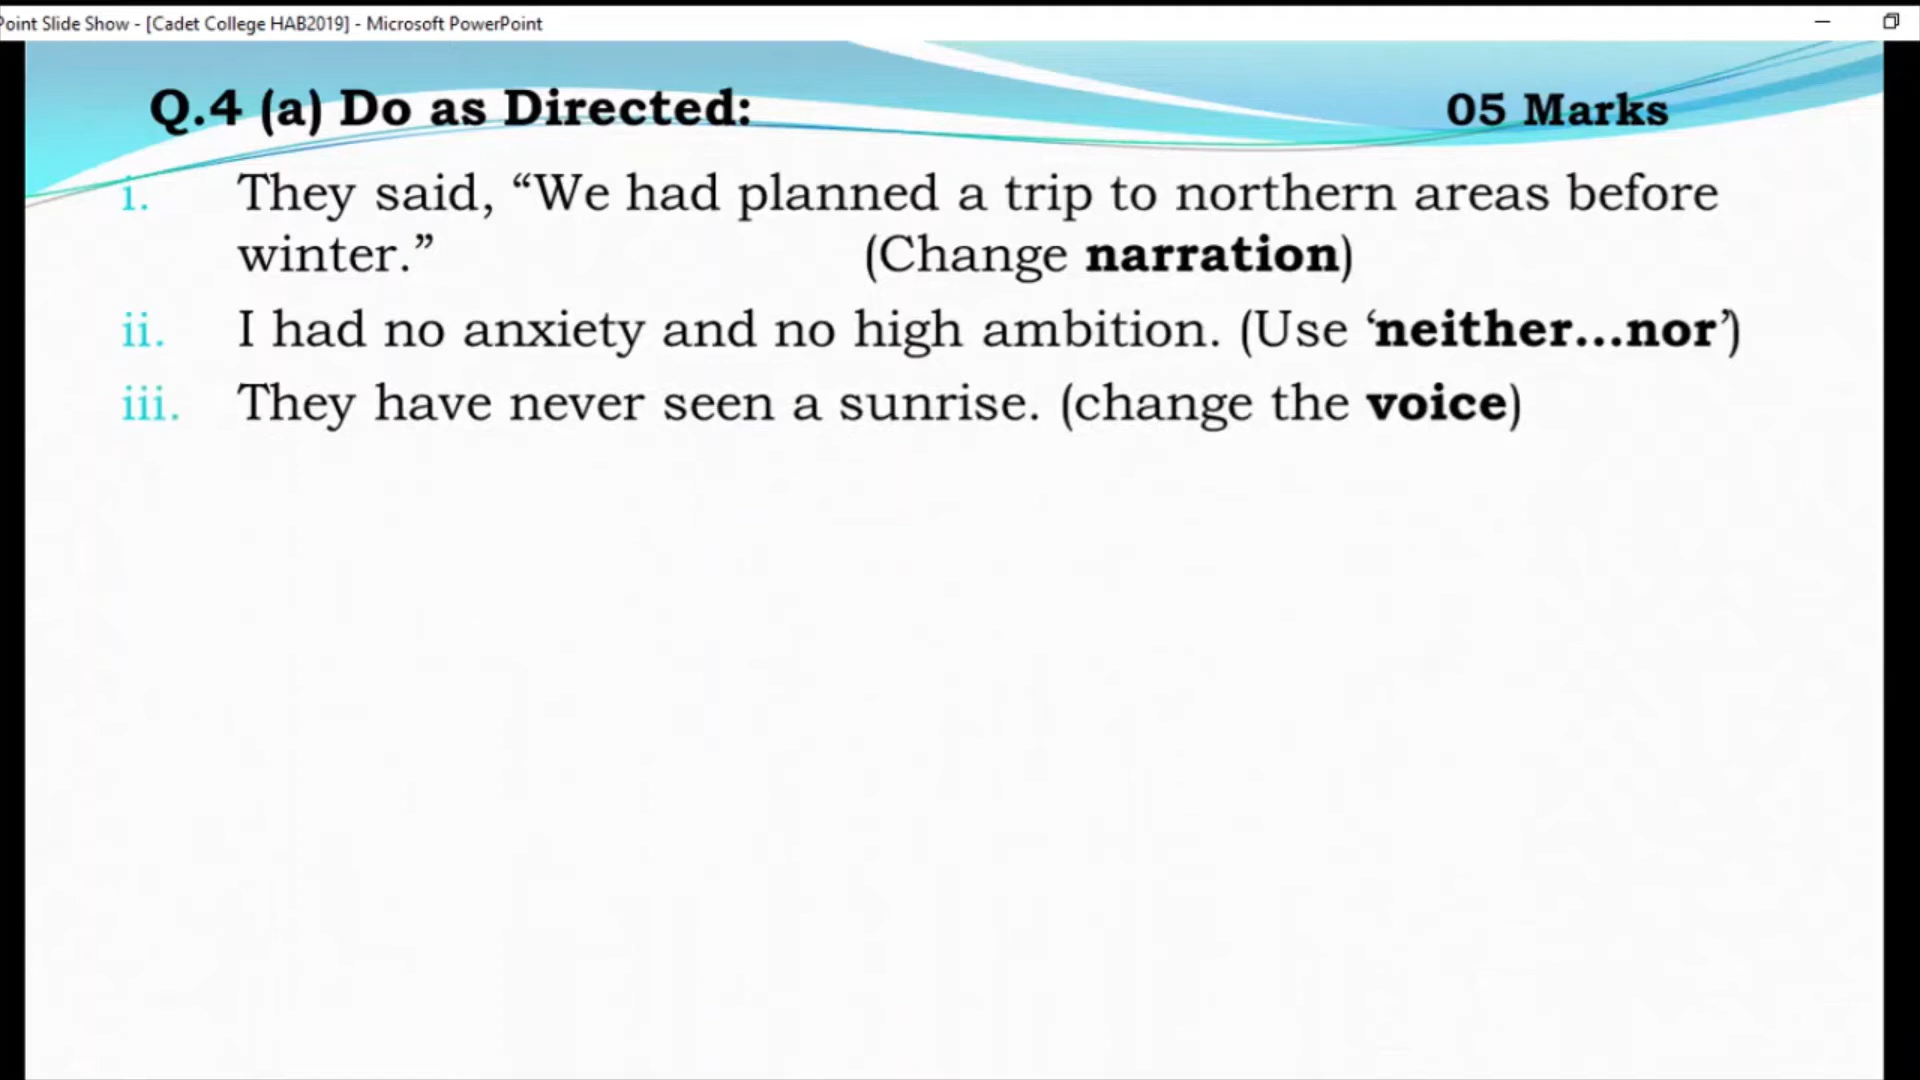 Point Slide Show - [Cadet College HAB2019] - Microsoft PowerPoint
Q.4 (a) Do as Directed: 05 Marks
i. They said, “We had planned a trip to northern areas before
winter.” (Change narration)
ii. I had no anxiety and no high ambition. (Use ‘neither...nor’)
iii. They have never seen a sunrise. (change the voice)